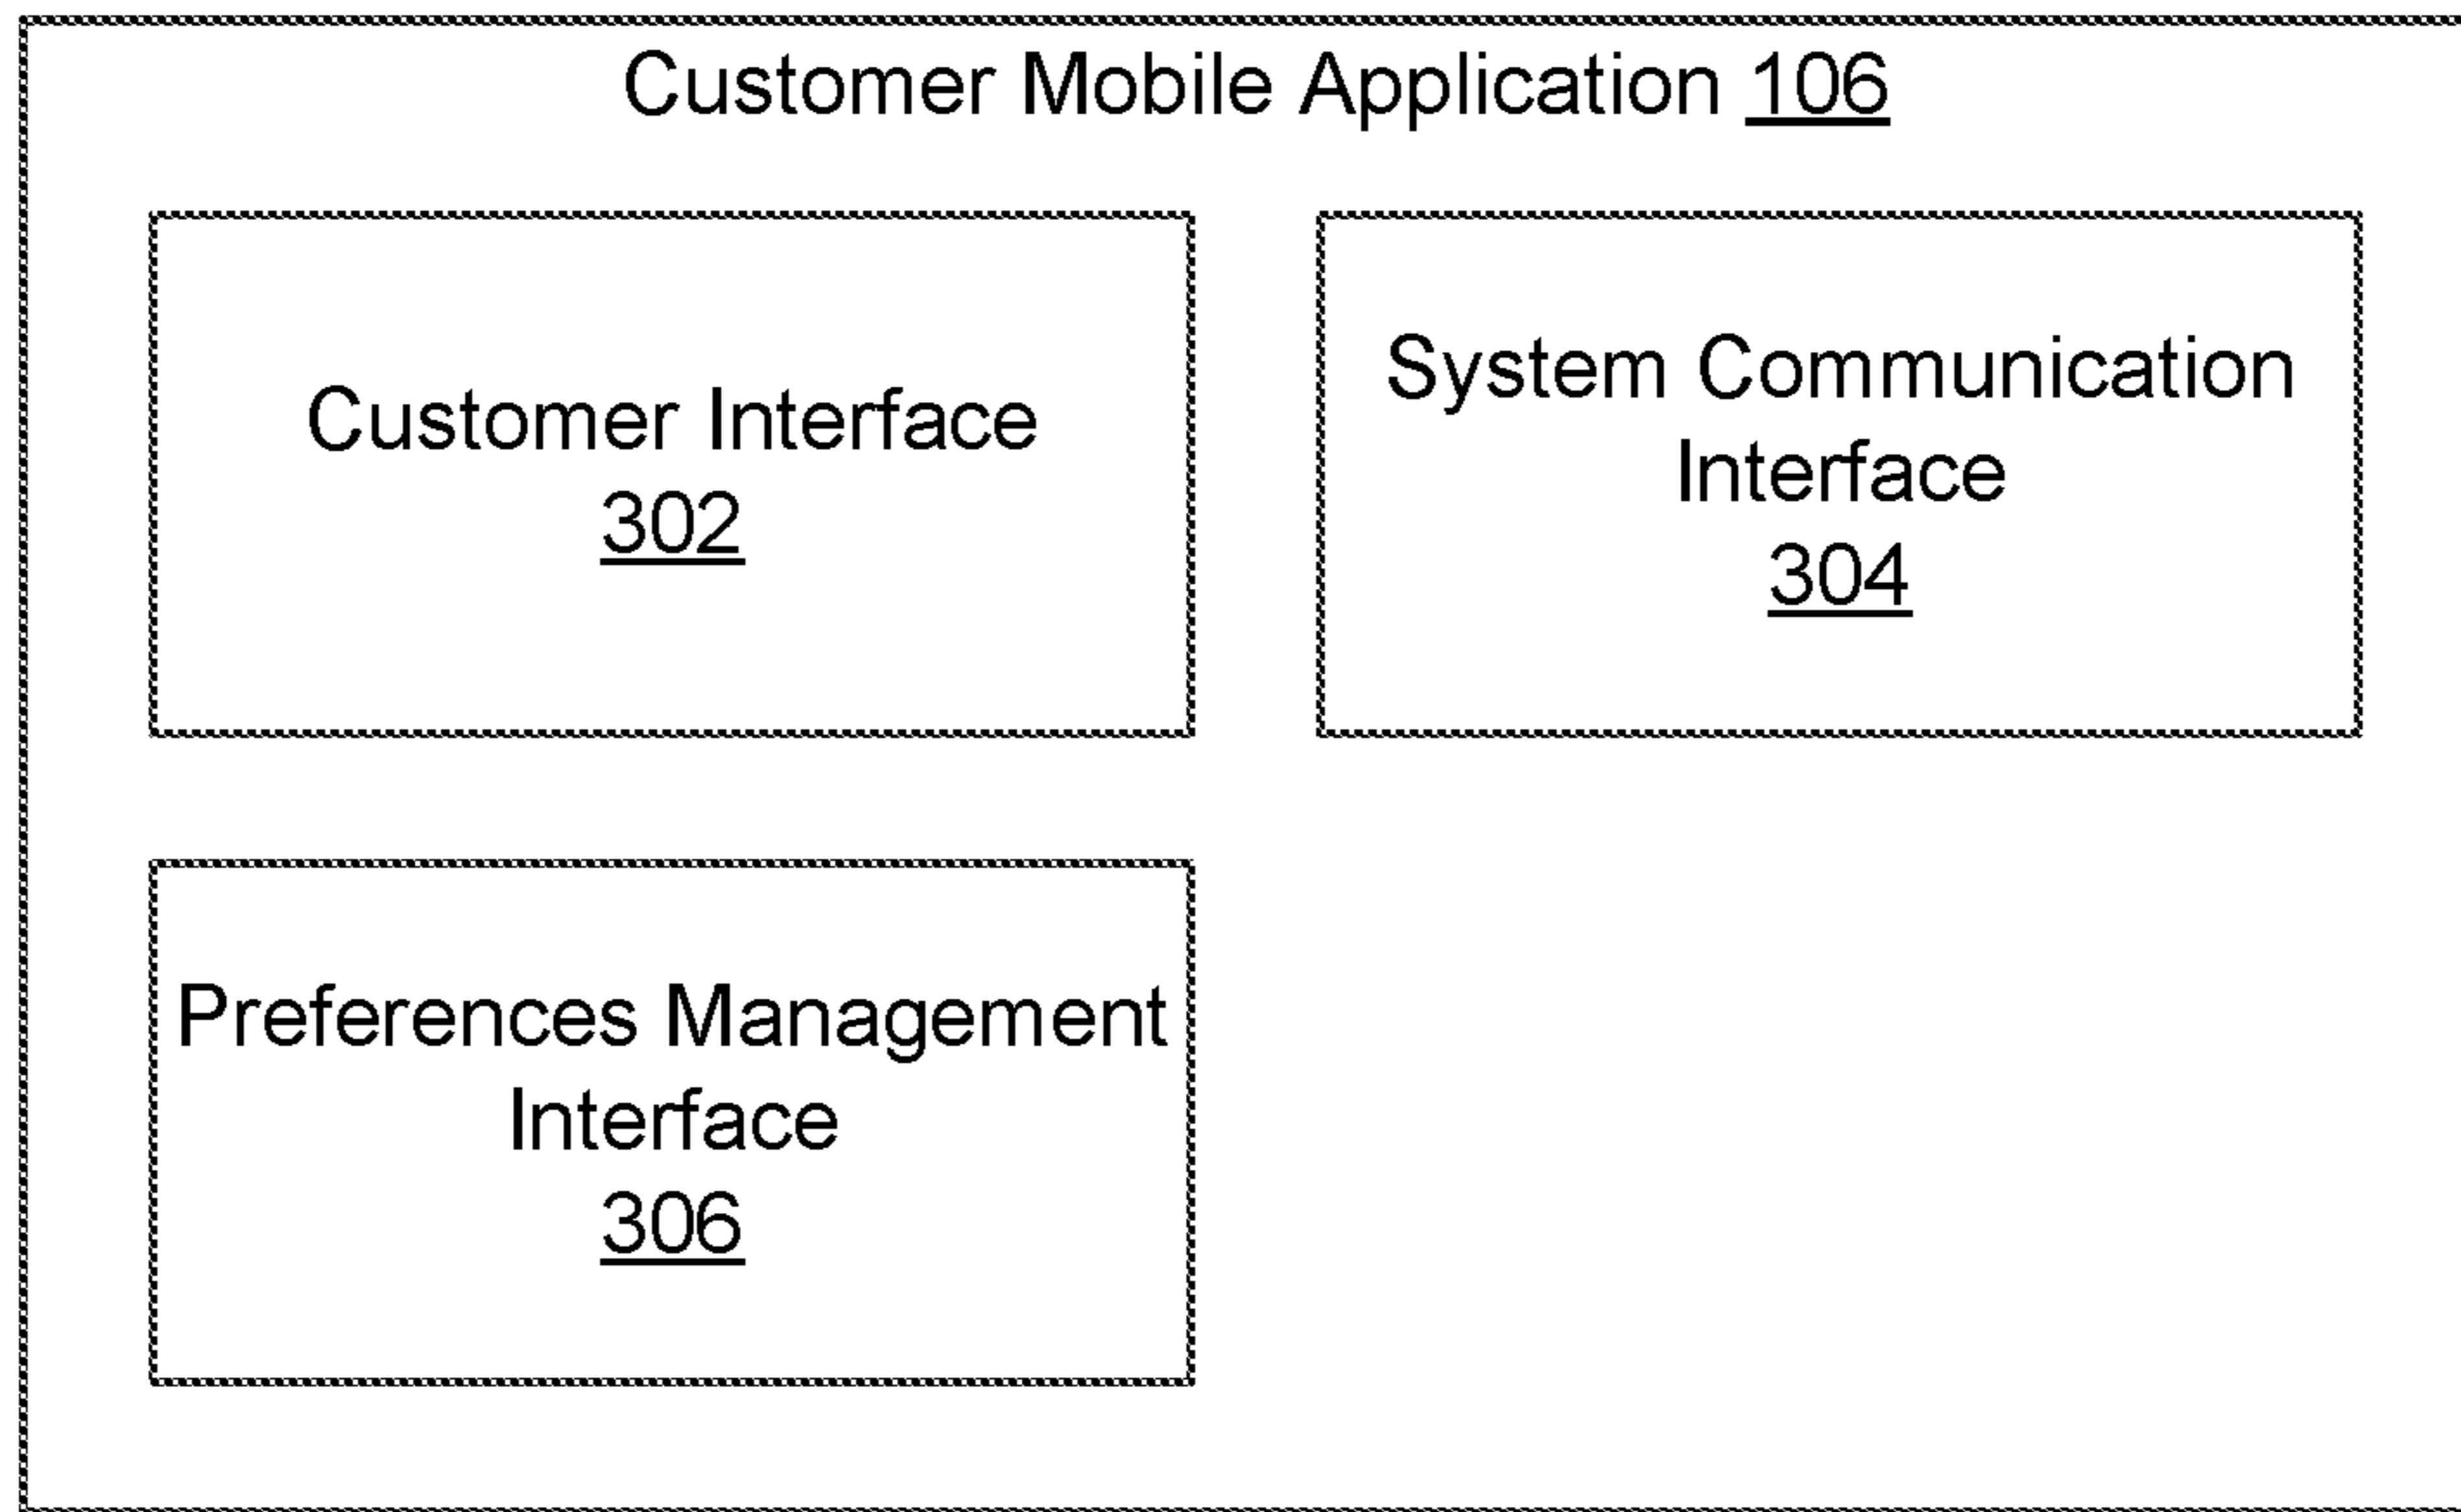 Customer Mobile Application 106
Customer Interface
302
System Communication
Interface
304
Preferences Management
Interface
306